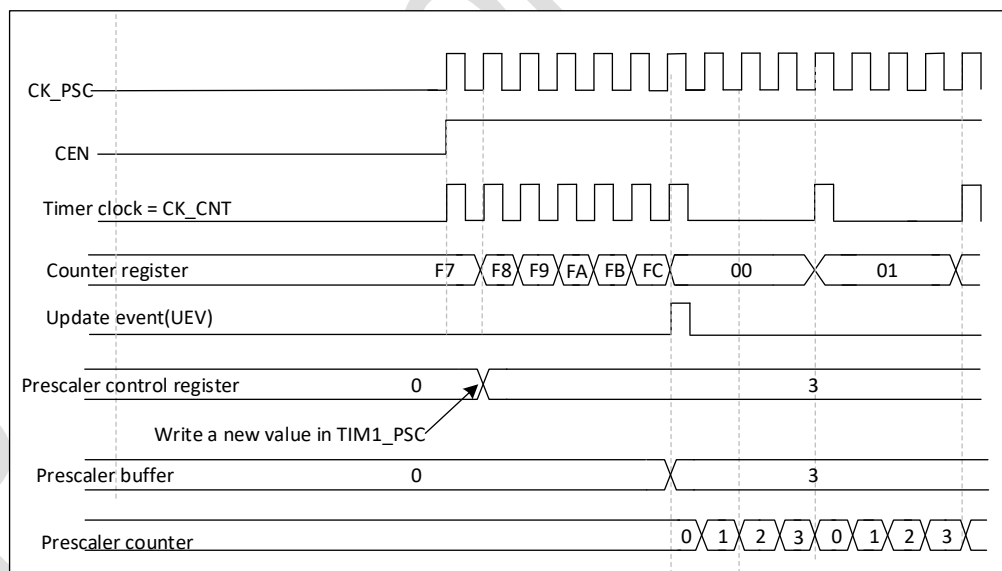 CK_PSC
CEN
Timer clock = CK_CNT
Counter register F7 F8 F9 FA FB FC 00 01
Update event(UEV)
Prescaler control register 0 3
Write a new value in TIM1_PSC
Prescaler buffer 0 3
Prescaler counter 0 1 2 3 0 1 2 3